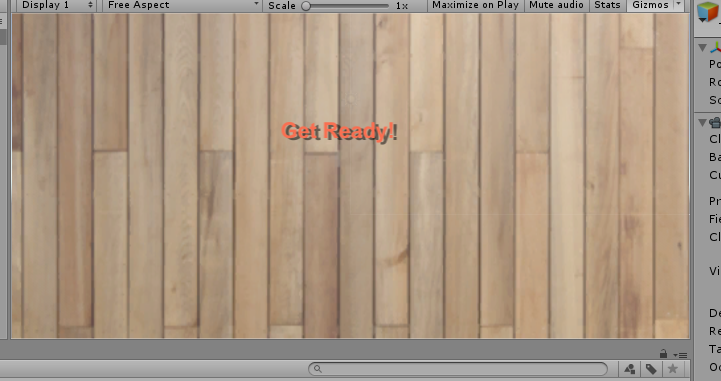 Display 1 Free Aspect Scale 1x Maximize on Play Mute audio Stats Gizmos
Get Ready!